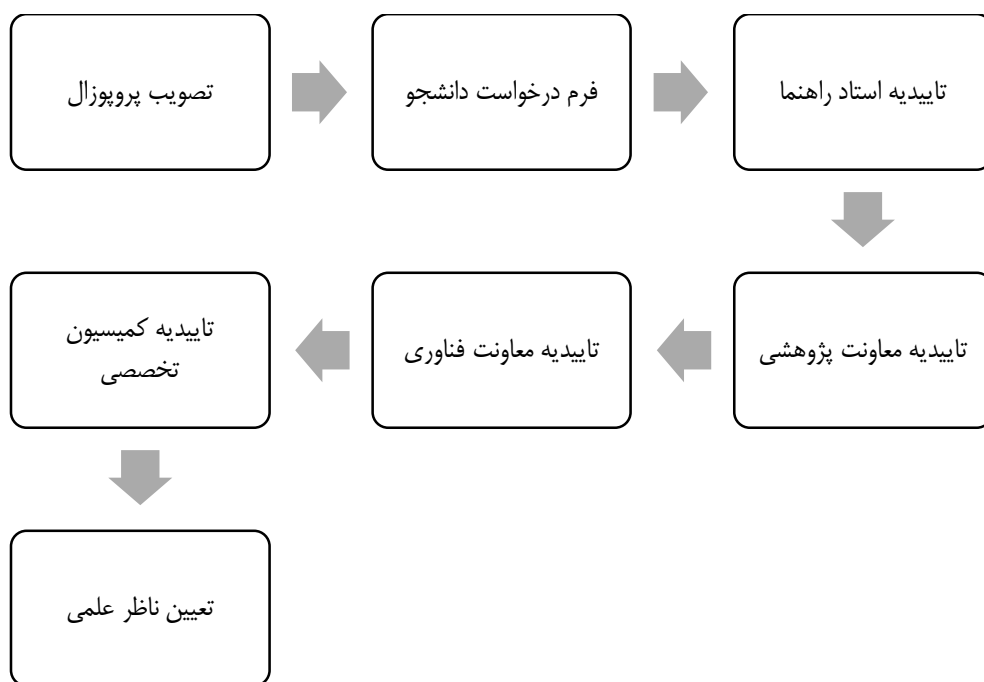 تصویب پروپوزال
فرم درخواست دانشجو
تاییدیه استاد راهنما
تاییدیه معاونت پژوهشی
تاییدیه معاونت فناوری
تاییدیه کمیسیون
تخصصی
تعیین ناظر علمی